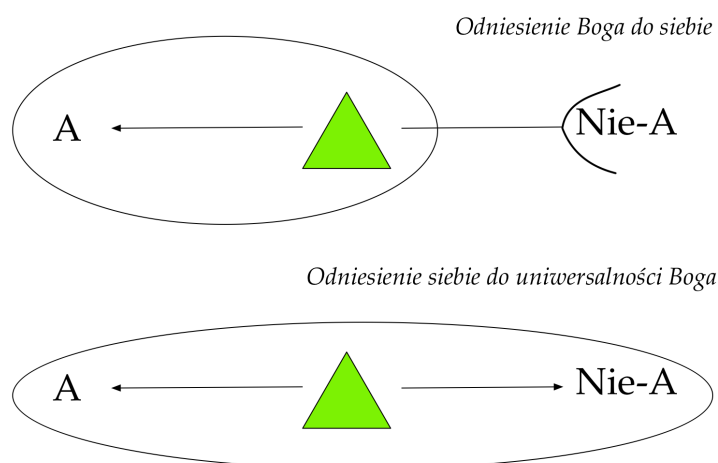 Odniesienie Boga do siebie
A
Nie-A
Odniesienie siebie do uniwersalności Boga
A
Nie-A